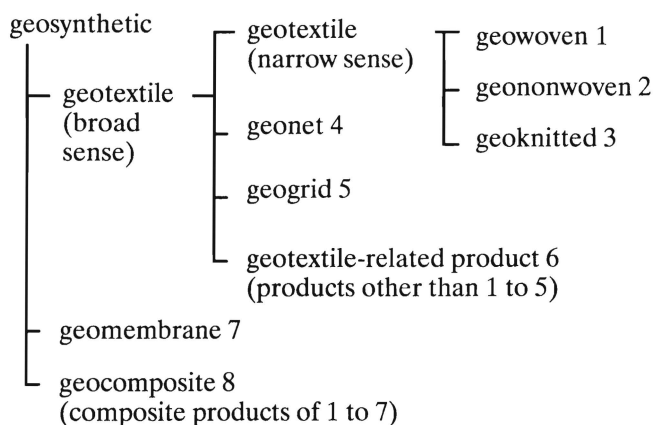 geosynthetic
geotextile
(broad
sense)
geotextile
(narrow sense)
geowoven 1
geononwoven 2
geoknitted 3
geonet 4
geogrid 5
geotextile-related product 6
(products other than 1 to 5)
geomembrane 7
geocomposite 8
(composite products of 1 to 7)